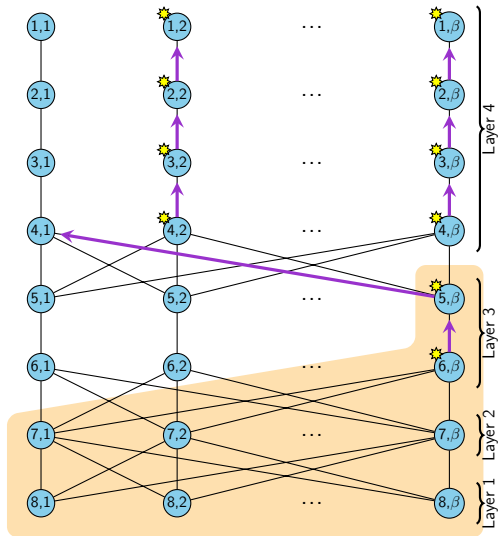 1,1 1,2 ... 1,β
2,1 2,2 ... 2,β
3,1 3,2 ... 3,β
4,1 4,2 ... 4,β
Layer 4
5,1 5,2 ... 5,β
6,1 6,2 ... 6,β
Layer 3
7,1 7,2 ... 7,β
Layer 2
8,1 8,2 ... 8,β
Layer 1